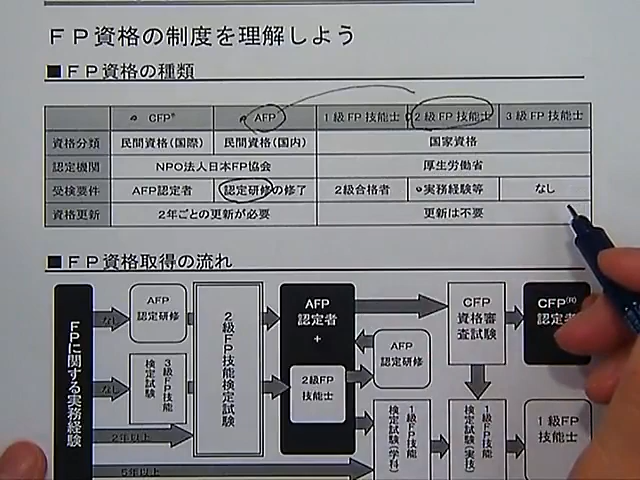 ＦＰ資格の制度を理解しよう
■ＦＰ資格の種類
CFP® AFP 1級FP技能士 2級FP技能士 3級FP技能士
資格分類 民間資格(国際) 民間資格(国内) 国家資格
認定機関 NPO法人日本FP協会 厚生労働省
受検要件 AFP認定者 認定研修の修了 2級合格者 実務経験等 なし
資格更新 2年ごとの更新が必要 更新は不要
■ＦＰ資格取得の流れ
FPに関する実務経験
なし
AFP
認定研修
なし
3級FP技能
検定試験
2年以上
5年以上
2級FP技能検定試験
AFP
認定者
+
2級FP
技能士
AFP
認定研修
CFP
資格審
査試験
CFP(R)
認定者
1級FP技能
検定試験(学科)
1級FP技能
検定試験(実技)
1級FP
技能士